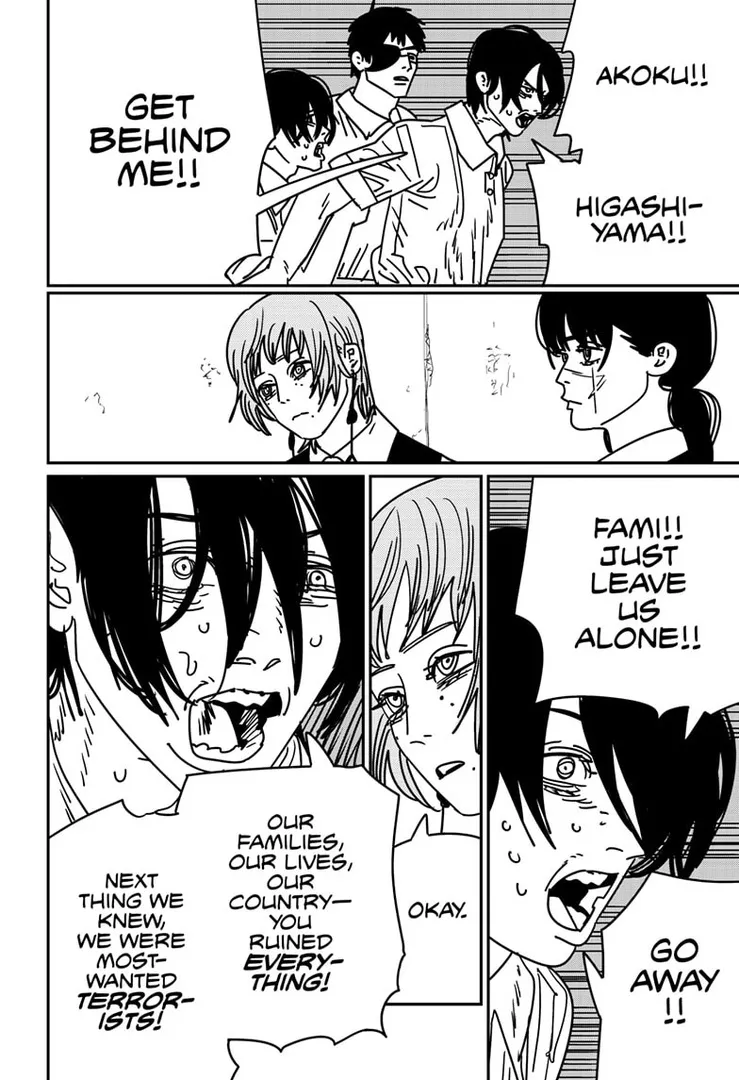 AKOKU!!
HIGASHI-
YAMA!!
GET
BEHIND
ME!!
FAMI!!
JUST
LEAVE
US
ALONE!!
GO
AWAY
!!
OKAY.
OUR
FAMILIES,
OUR LIVES,
OUR
COUNTRY—
YOU
RUINED
EVERY-
THING!
NEXT
THING WE
KNEW,
WE WERE
MOST-
WANTED
TERROR-
ISTS!